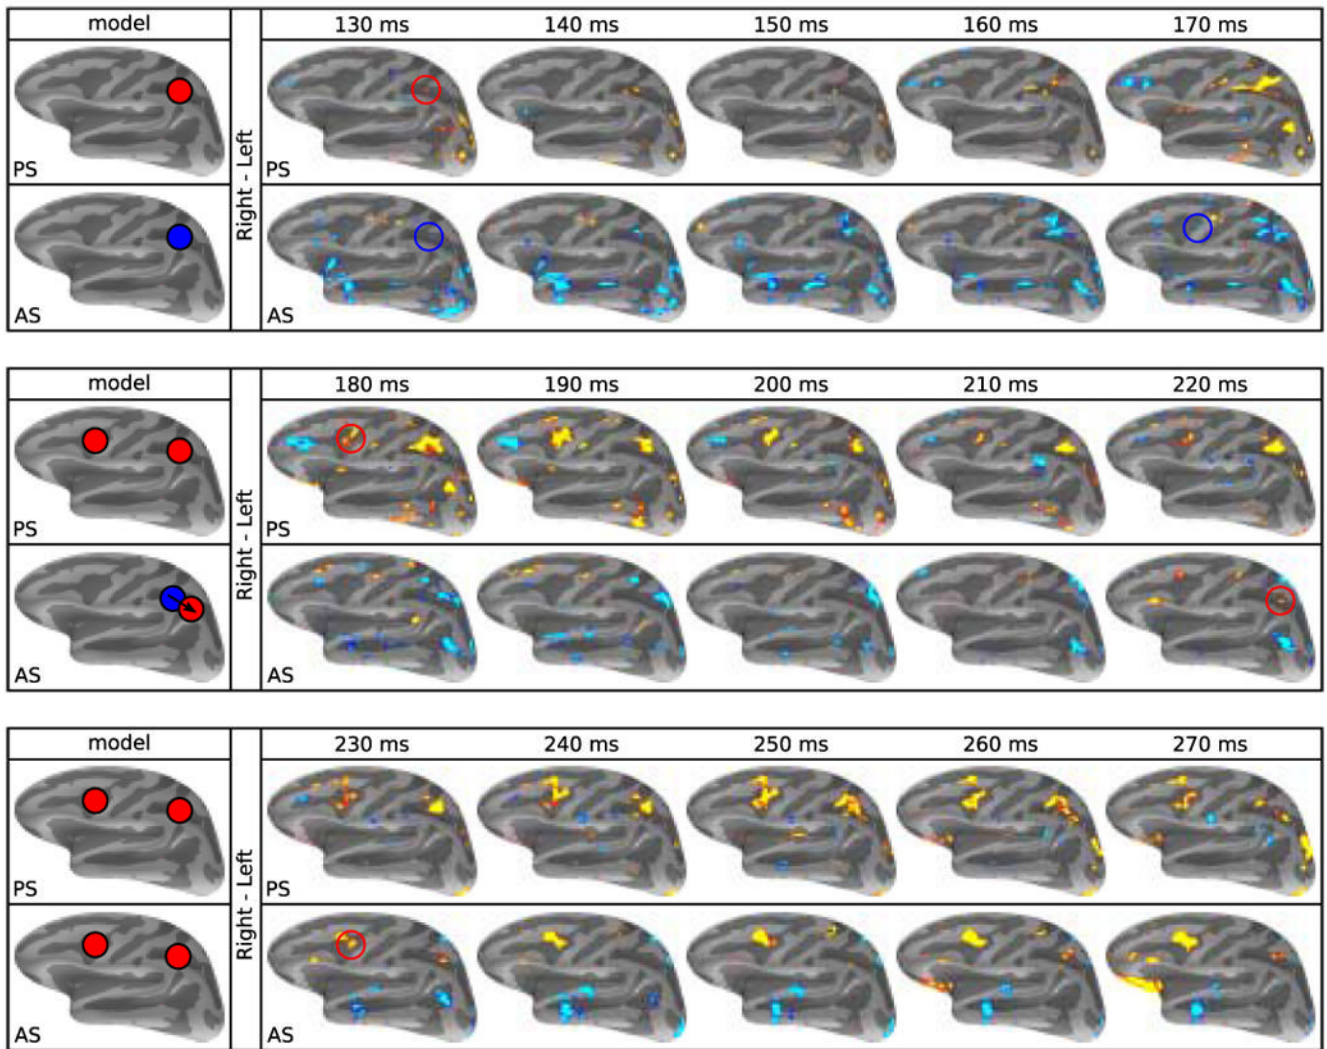 model 130 ms 140 ms 150 ms 160 ms 170 ms
PS
Right - Left
PS
AS
AS
model 180 ms 190 ms 200 ms 210 ms 220 ms
PS
Right - Left
PS
AS
AS
model 230 ms 240 ms 250 ms 260 ms 270 ms
PS
Right - Left
PS
AS
AS